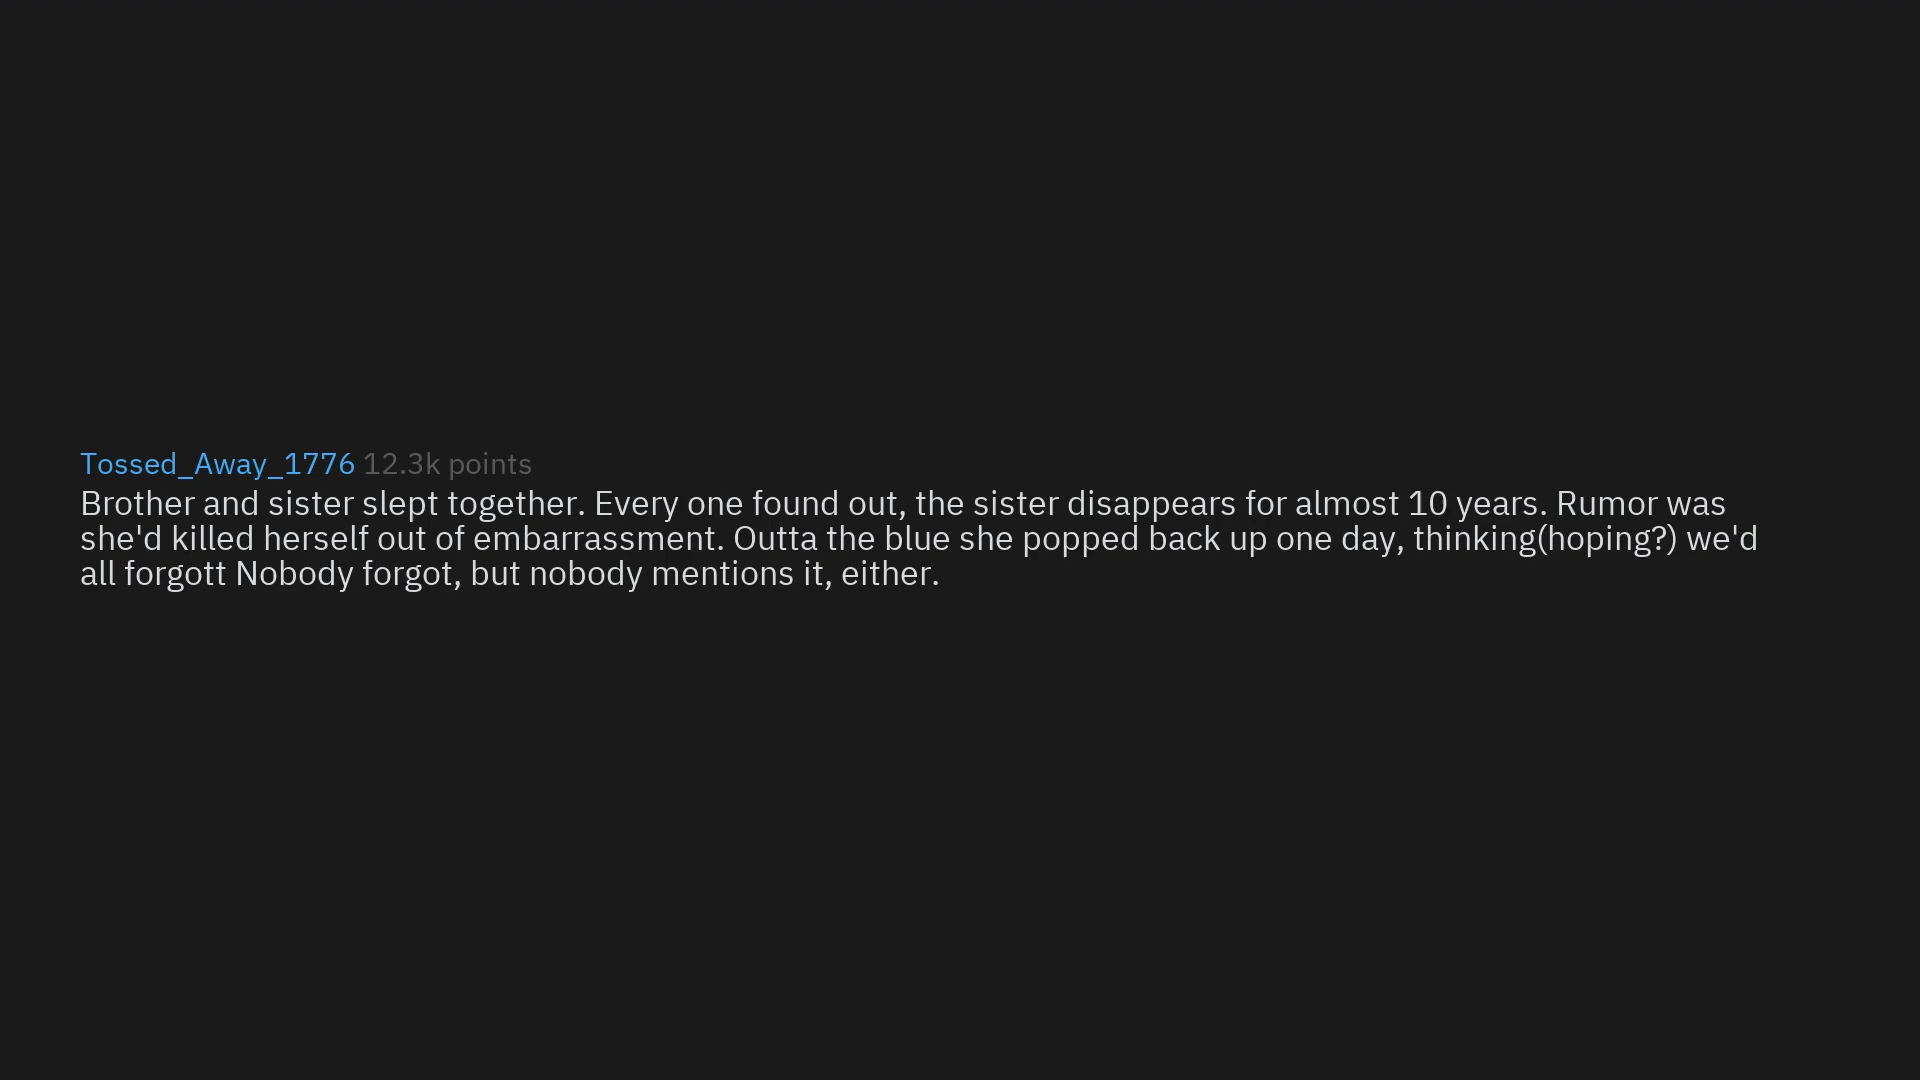 Tossed_Away_1776 12.3k points
Brother and sister slept together. Every one found out, the sister disappears for almost 10 years. Rumor was
she'd killed herself out of embarrassment. Outta the blue she popped back up one day, thinking(hoping?) we'd
all forgott Nobody forgot, but nobody mentions it, either.